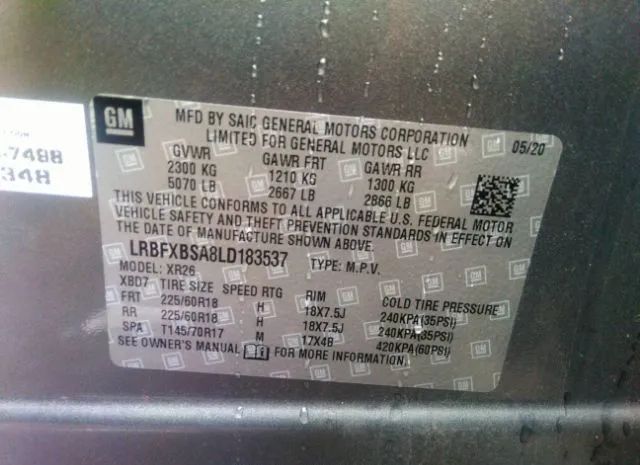 GM
MFD BY SAIC GENERAL MOTORS CORPORATION
LIMITED FOR GENERAL MOTORS LLC
05/20
GVWR GAWR FRT GAWR RR
2300 KG 1210 KG 1300 KG
5070 LB 2667 LB 2866 LB
THIS VEHICLE CONFORMS TO ALL APPLICABLE U.S. FEDERAL MOTOR
VEHICLE SAFETY AND THEFT PREVENTION STANDARDS IN EFFECT ON
THE DATE OF MANUFACTURE SHOWN ABOVE.
LRBFXBSA8LD183537 TYPE: M.P.V.
MODEL: XR26
XBD7 TIRE SIZE SPEED RTG RIM COLD TIRE PRESSURE
FRT 225/60R18 H 18X7.5J 240KPA(35PSI)
RR 225/60R18 H 18X7.5J 240KPA(35PSI)
SPA T145/70R17 M 17X4B 420KPA(60PSI)
SEE OWNER'S MANUAL FOR MORE INFORMATION.
7488
348